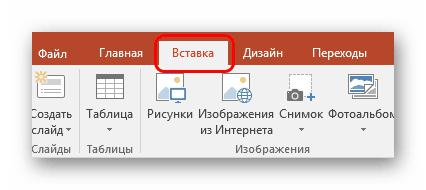 Файл Главная Вставка Дизайн Переходы
Создать слайд Таблица Рисунки Изображения из Интернета Снимок Фотоальбом
Слайды Таблицы Изображения